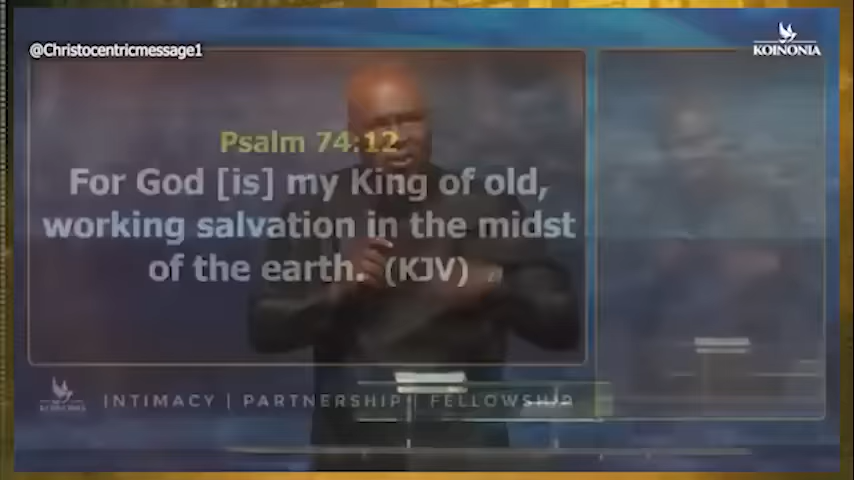 @Christocentricmessage1
KOINONIA
Psalm 74:12
For God [is] my King of old,
working salvation in the midst
of the earth. (KJV)
INTIMACY | PARTNERSHIP | FELLOWSHIP